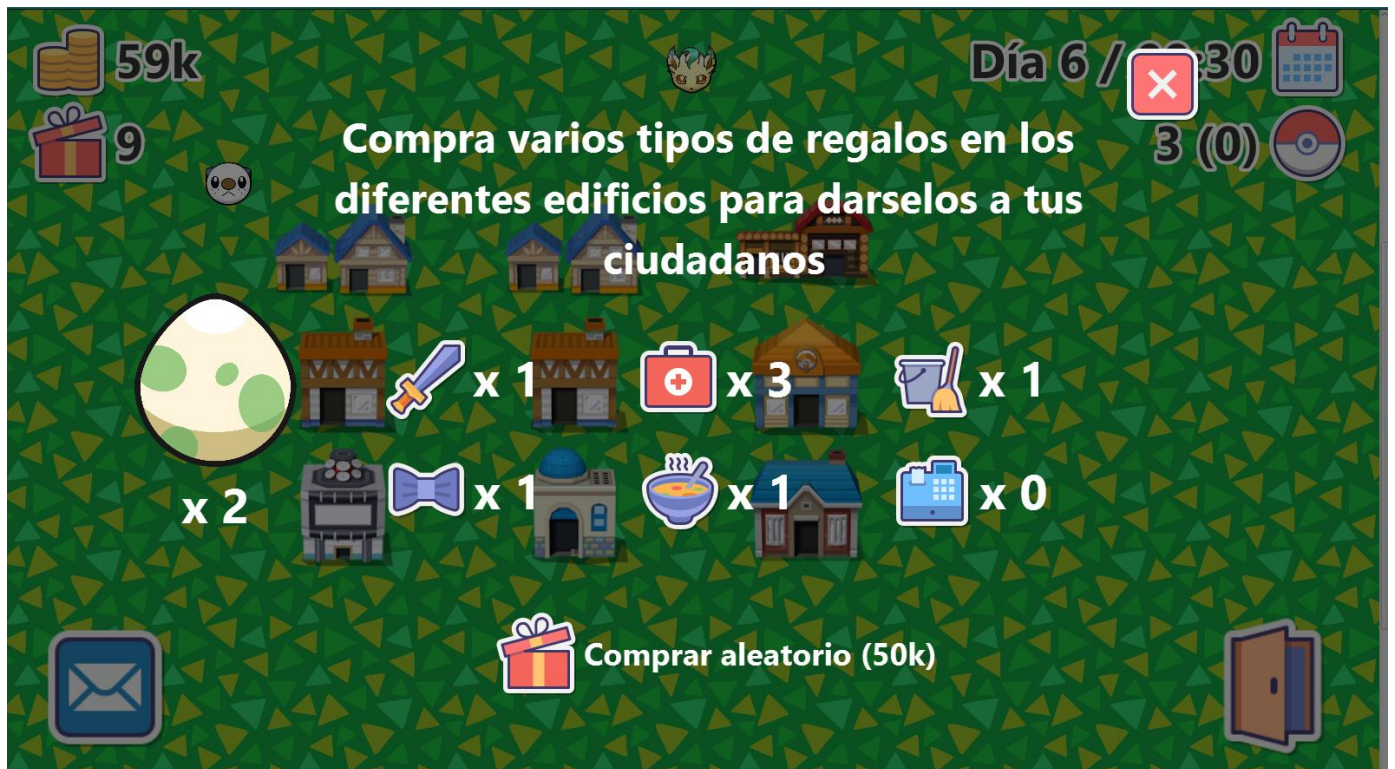 59k
Día 6 / :30
9
3 (0)
Compra varios tipos de regalos en los
diferentes edificios para darselos a tus
ciudadanos
x 1
x 3
x 1
x 2
x 1
x 1
x 0
Comprar aleatorio (50k)